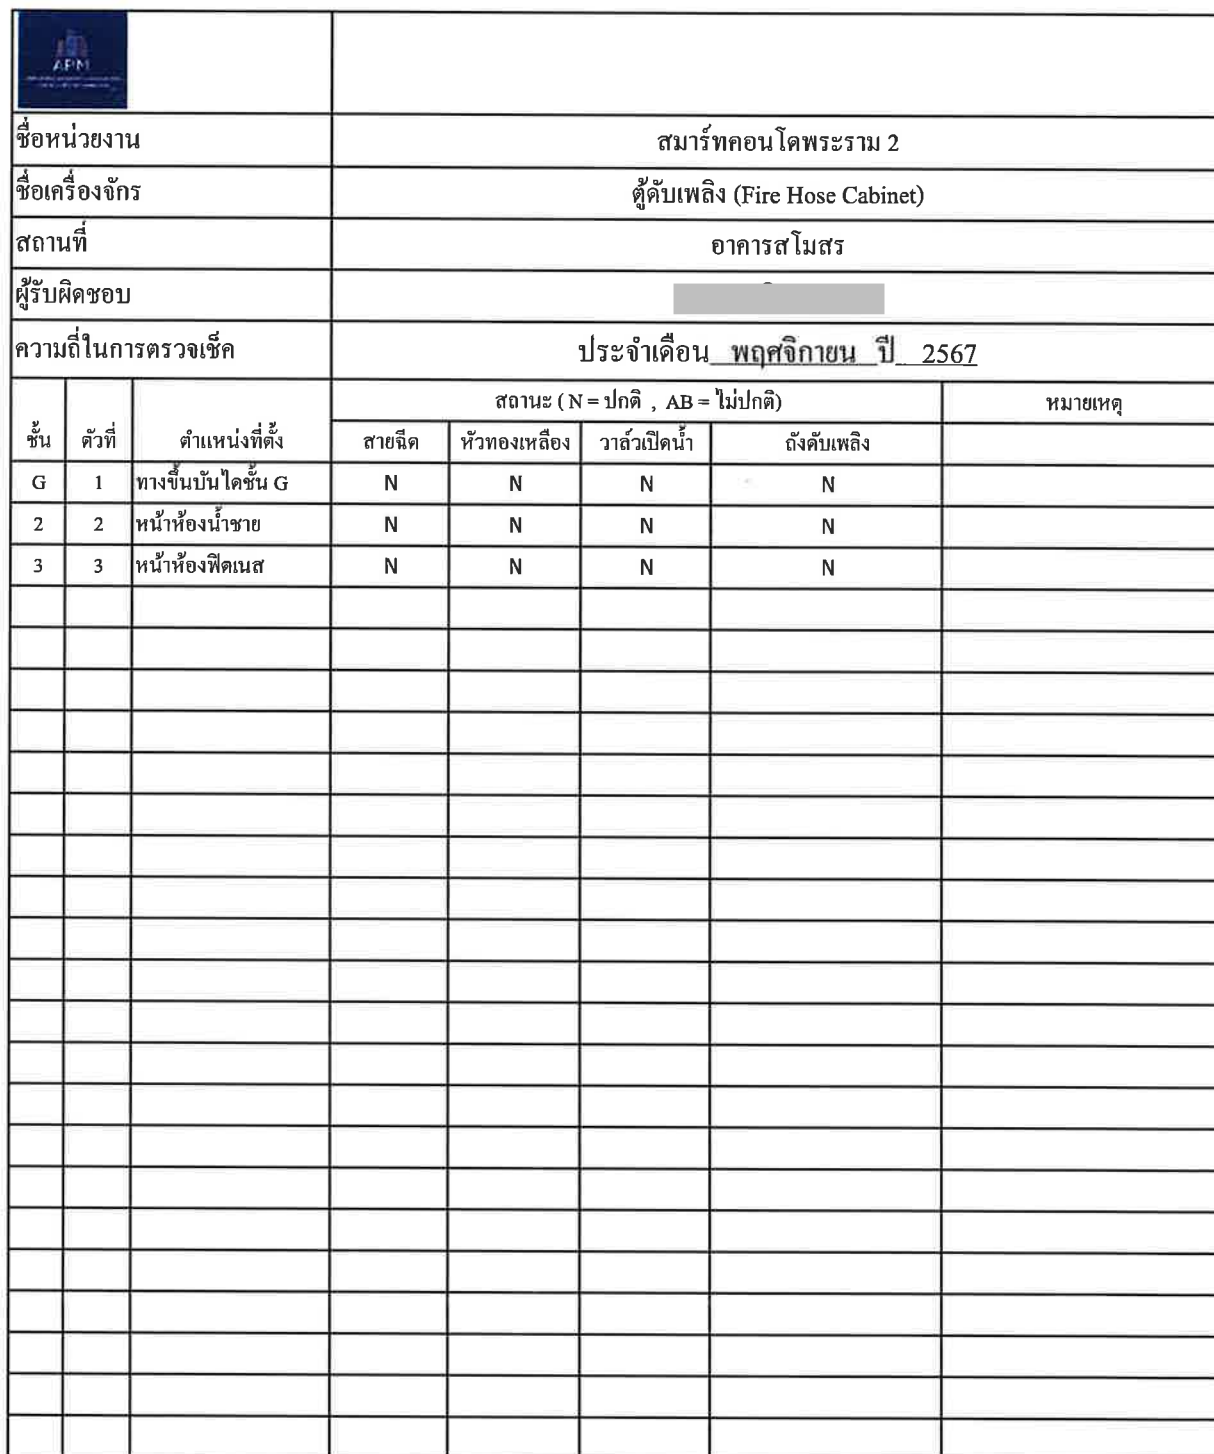 APM
ชื่อหน่วยงาน สมาร์ทคอนโดพระราม 2
ชื่อเครื่องจักร ตู้ดับเพลิง (Fire Hose Cabinet)
สถานที่ อาคารสโมสร
ผู้รับผิดชอบ
ความถี่ในการตรวจเช็ค ประจำเดือน พฤศจิกายน ปี 2567
สถานะ ( N = ปกติ , AB = ไม่ปกติ) หมายเหตุ
ชั้น ตัวที่ ตำแหน่งที่ตั้ง สายฉีด หัวทองเหลือง วาล์วเปิดน้ำ ถังดับเพลิง
G 1 ทางขึ้นบันไดชั้น G N N N N
2 2 หน้าห้องน้ำชาย N N N N
3 3 หน้าห้องฟิตเนส N N N N